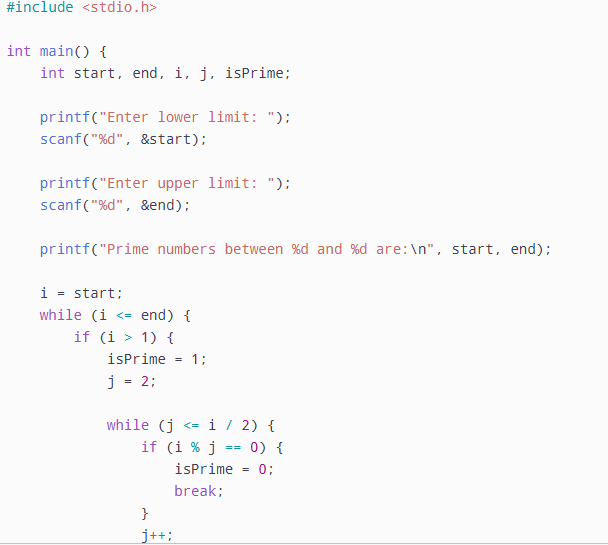 #include <stdio.h>
int main() {
int start, end, i, j, isPrime;
printf("Enter lower limit: ");
scanf("%d", &start);
printf("Enter upper limit: ");
scanf("%d", &end);
printf("Prime numbers between %d and %d are:\n", start, end);
i = start;
while (i <= end) {
if (i > 1) {
isPrime = 1;
j = 2;
while (j <= i / 2) {
if (i % j == 0) {
isPrime = 0;
break;
}
j++;